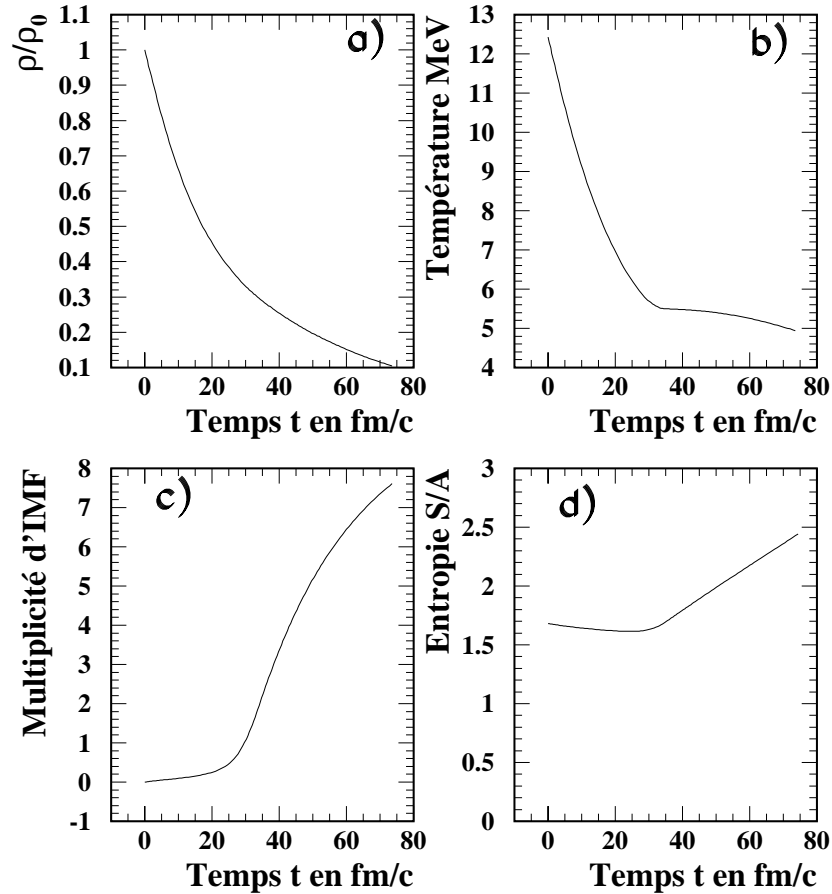 ρ/ρ0
1.1
1
0.9
0.8
0.7
0.6
0.5
0.4
0.3
0.2
0.1
a)
0 20 40 60 80
Temps t en fm/c
Température MeV
13
12
11
10
9
8
7
6
5
4
b)
0 20 40 60 80
Temps t en fm/c
Multiplicité d'IMF
8
7
6
5
4
3
2
1
0
-1
c)
0 20 40 60 80
Temps t en fm/c
Entropie S/A
3
2.5
2
1.5
1
0.5
0
d)
0 20 40 60 80
Temps t en fm/c